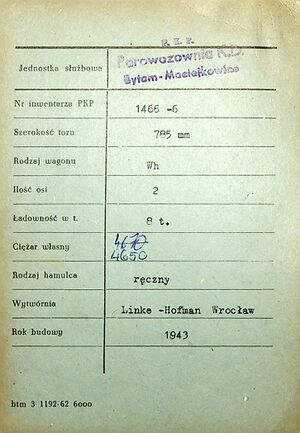 P. K. P.
Jednostka służbowa Parowozownia K.D.
Bytom-Maciejkowice
Nr inwentarza PKP 1466 -6
Szerokość toru 785 mm
Rodzaj wagonu Wh
Ilość osi 2
Ładowność w t. 8 t.
Ciężar własny 4670
4650
Rodzaj hamulca ręczny
Wytwórnia Linke -Hofman Wrocław
Rok budowy 1943
btm 3 1192-62 6000